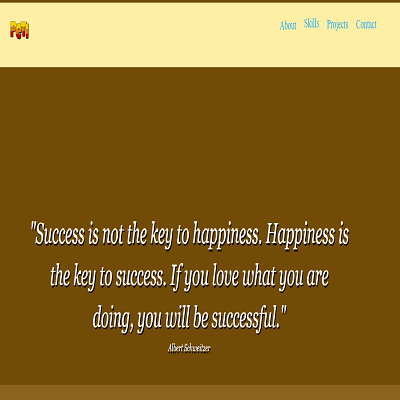 PETI
About Skills Projects Contact
"Success is not the key to happiness. Happiness is
the key to success. If you love what you are
doing, you will be successful."
Albert Schweitzer